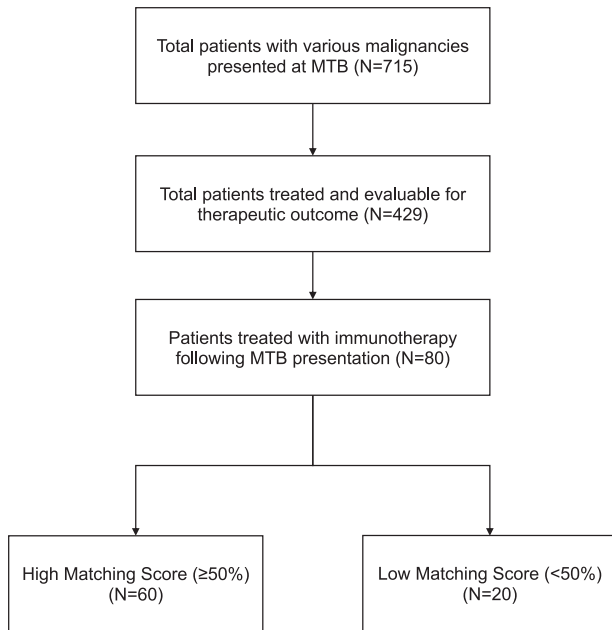 Total patients with various malignancies
presented at MTB (N=715)
Total patients treated and evaluable for
therapeutic outcome (N=429)
Patients treated with immunotherapy
following MTB presentation (N=80)
High Matching Score (≥50%)
(N=60)
Low Matching Score (<50%)
(N=20)